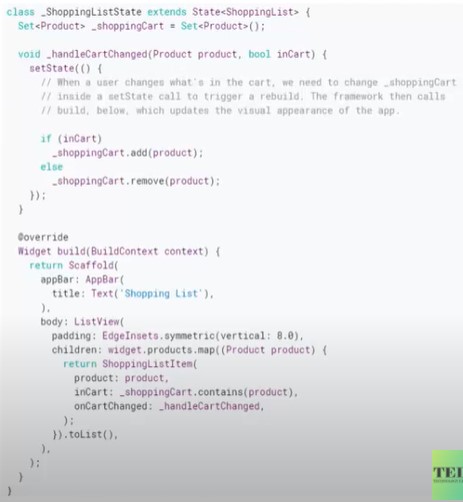 class _ShoppingListState extends State<ShoppingList> {
  Set<Product> _shoppingCart = Set<Product>();

  void _handleCartChanged(Product product, bool inCart) {
    setState(() {
      // When a user changes what's in the cart, we need to change _shoppingCart
      // inside a setState call to trigger a rebuild. The framework then calls
      // build, below, which updates the visual appearance of the app.

      if (inCart)
        _shoppingCart.add(product);
      else
        _shoppingCart.remove(product);
    });
  }

  @override
  Widget build(BuildContext context) {
    return Scaffold(
      appBar: AppBar(
        title: Text('Shopping List'),
      ),
      body: ListView(
        padding: EdgeInsets.symmetric(vertical: 8.0),
        children: widget.products.map((Product product) {
          return ShoppingListItem(
            product: product,
            inCart: _shoppingCart.contains(product),
            onCartChanged: _handleCartChanged,
          );
        }).toList(),
      ),
    );
  }
}